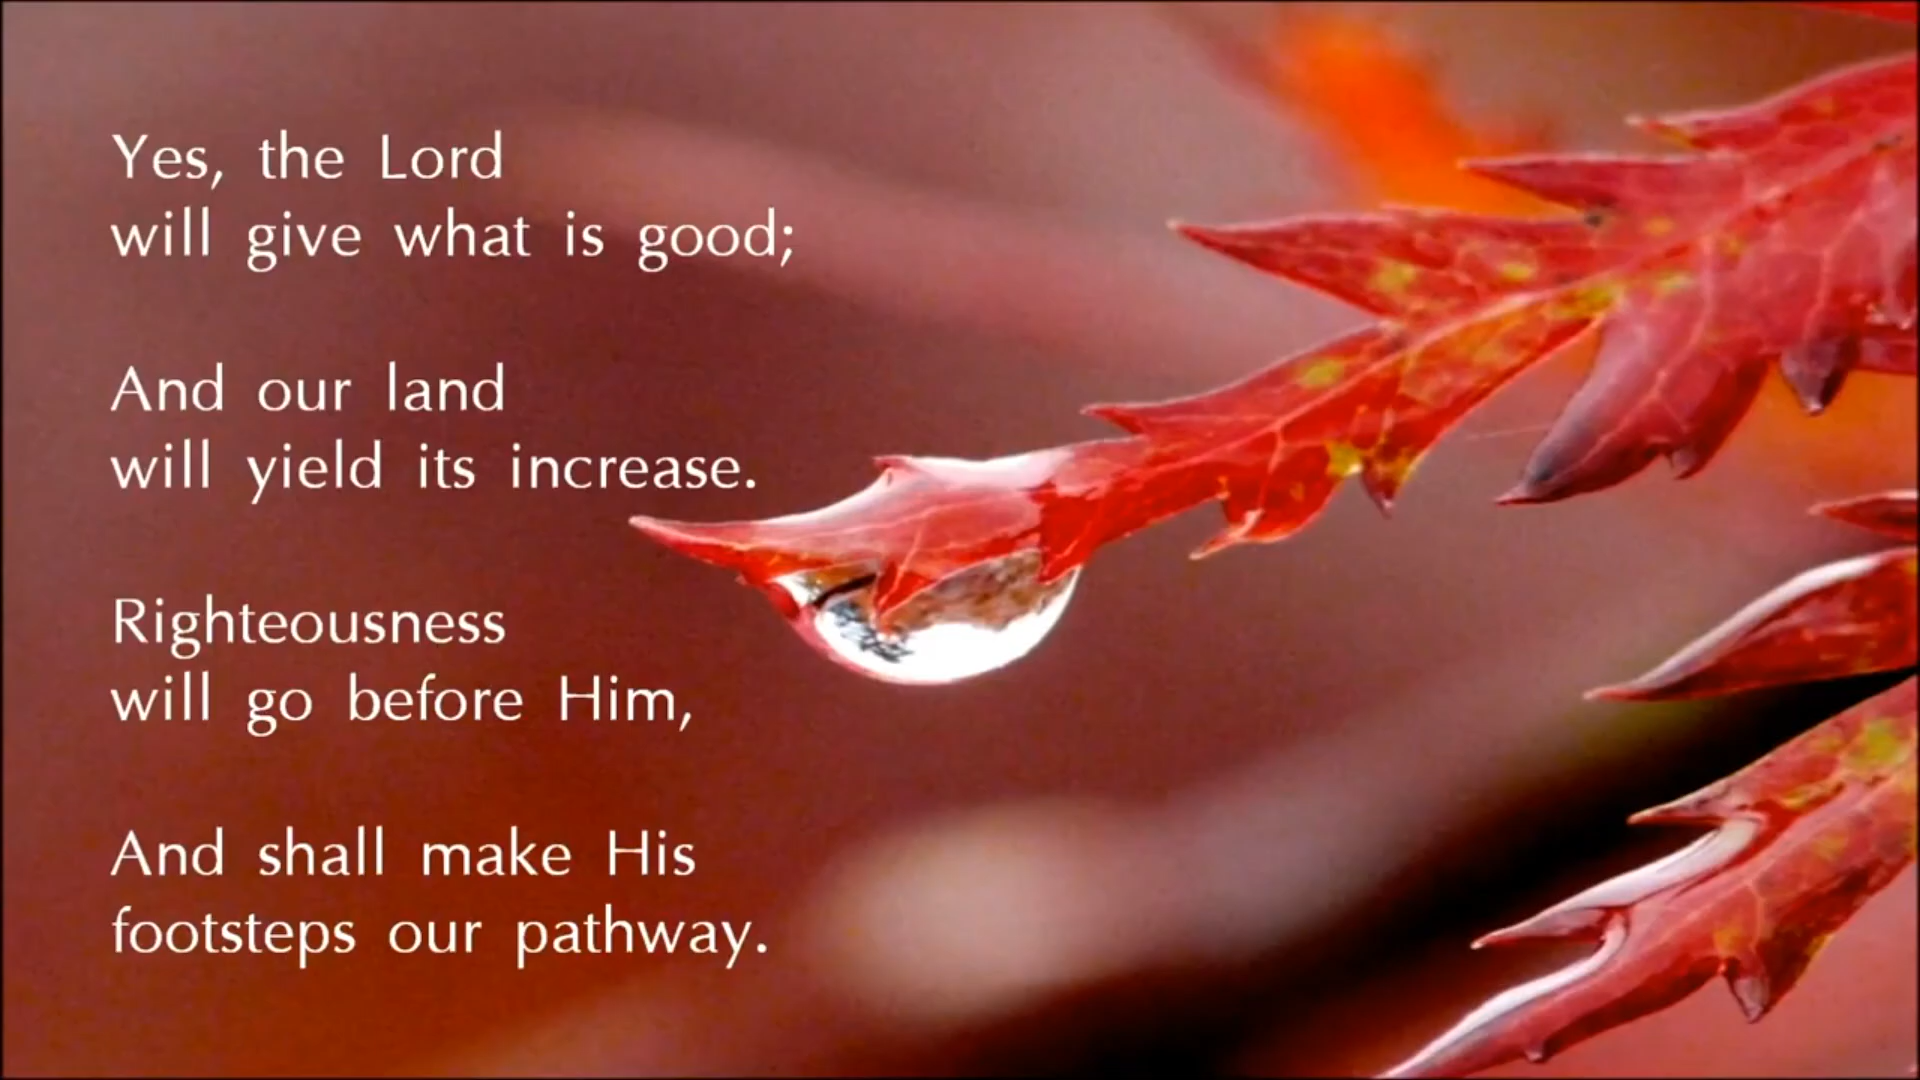 Yes, the Lord
will give what is good;
And our land
will yield its increase.
Righteousness
will go before Him,
And shall make His
footsteps our pathway.